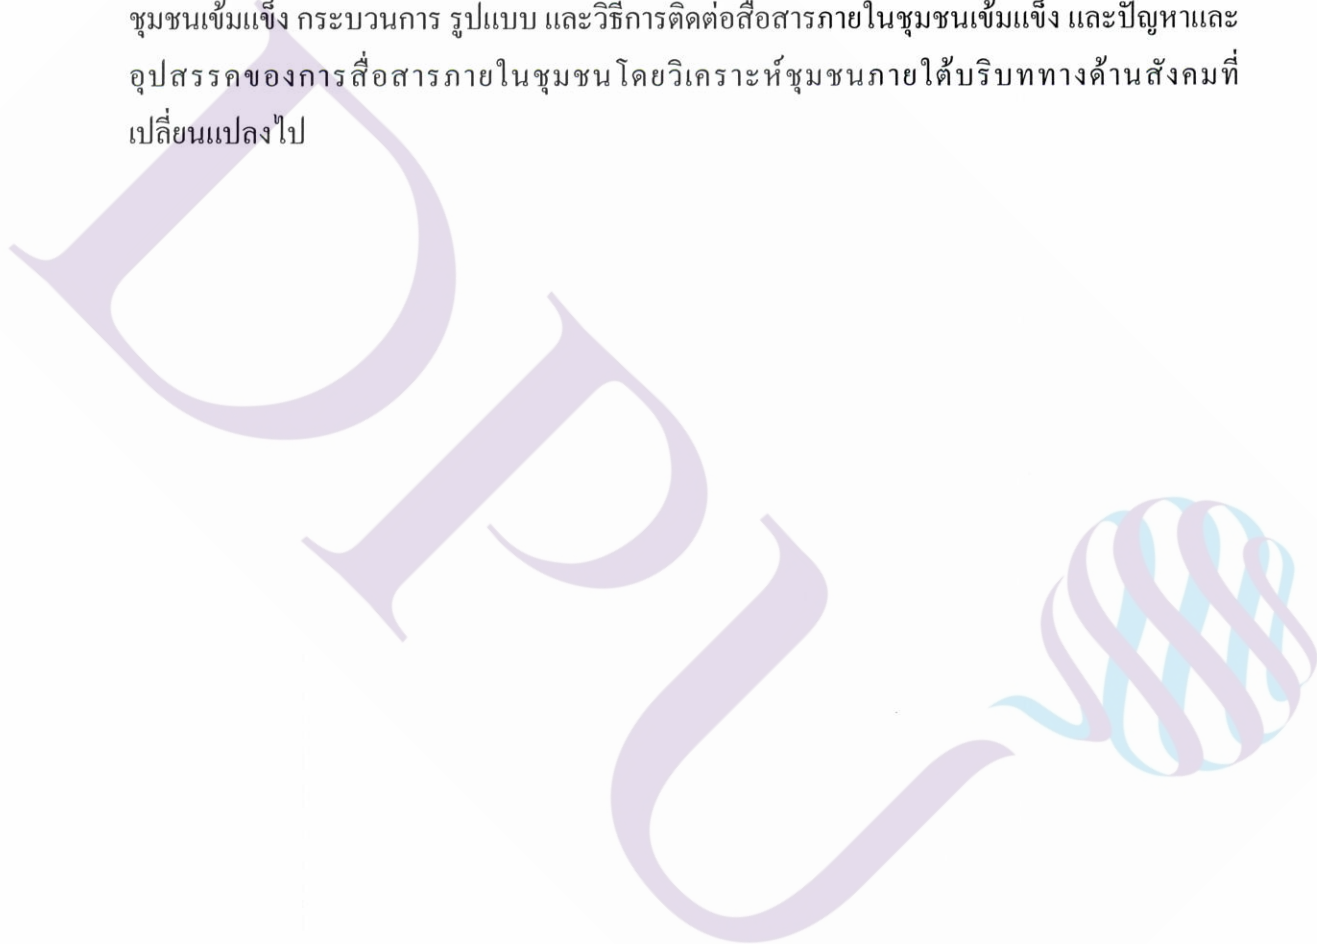 ชุมชนเข้มแข็ง กระบวนการ รูปแบบ และวิธีการติดต่อสื่อสารภายในชุมชนเข้มแข็ง และปัญหาและ
อุปสรรคของการสื่อสารภายในชุมชน โดยวิเคราะห์ชุมชนภายใต้บริบททางด้านสังคมที่
เปลี่ยนแปลงไป
DPU